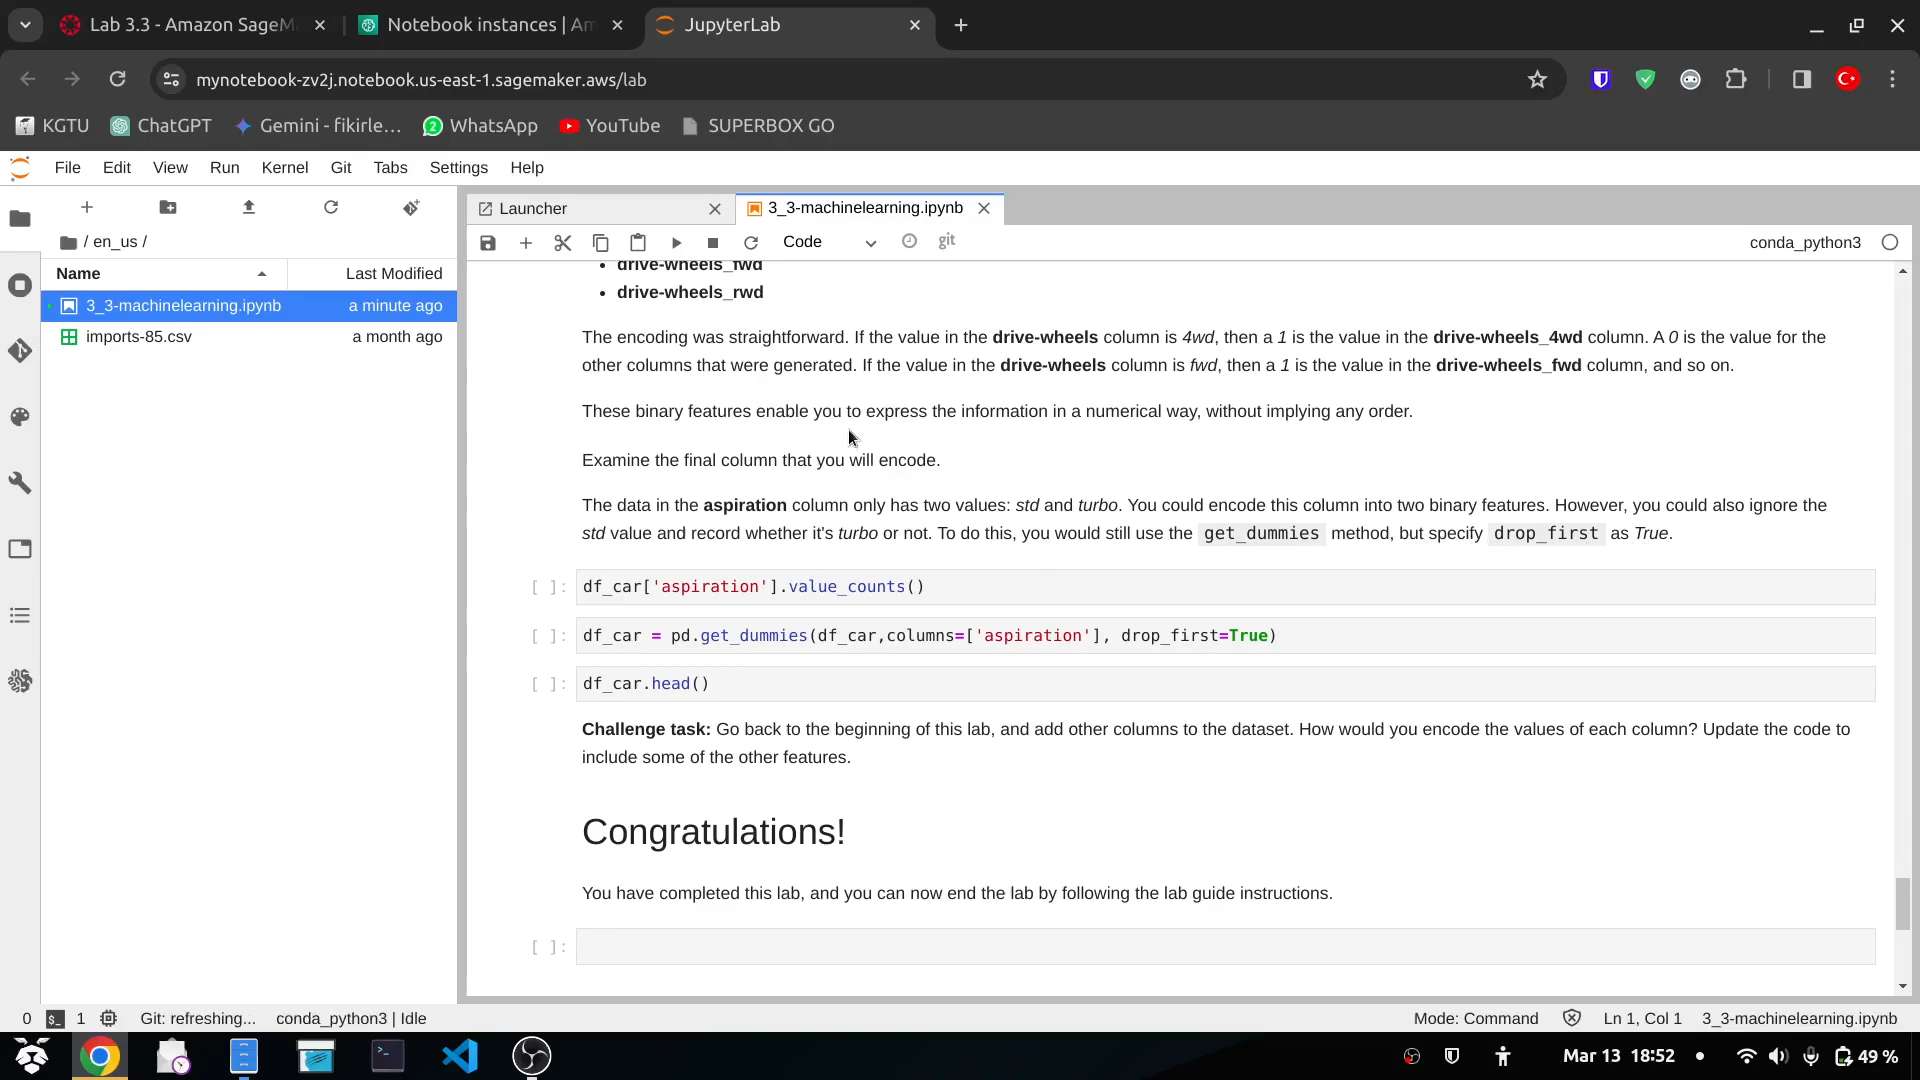 Lab 3.3 - Amazon SageM
Notebook instances | Am
JupyterLab
mynotebook-zv2j.notebook.us-east-1.sagemaker.aws/lab
KGTU
ChatGPT
Gemini - fikirle...
WhatsApp
YouTube
SUPERBOX GO
File Edit View Run Kernel Git Tabs Settings Help
/ en_us /
Name Last Modified
3_3-machinelearning.ipynb a minute ago
imports-85.csv a month ago
Launcher
3_3-machinelearning.ipynb
Code
git
conda_python3
• drive-wheels_fwd
• drive-wheels_rwd
The encoding was straightforward. If the value in the drive-wheels column is 4wd, then a 1 is the value in the drive-wheels_4wd column. A 0 is the value for the
other columns that were generated. If the value in the drive-wheels column is fwd, then a 1 is the value in the drive-wheels_fwd column, and so on.
These binary features enable you to express the information in a numerical way, without implying any order.
Examine the final column that you will encode.
The data in the aspiration column only has two values: std and turbo. You could encode this column into two binary features. However, you could also ignore the
std value and record whether it's turbo or not. To do this, you would still use the get_dummies method, but specify drop_first as True.
[ ]: df_car['aspiration'].value_counts()
[ ]: df_car = pd.get_dummies(df_car,columns=['aspiration'], drop_first=True)
[ ]: df_car.head()
Challenge task: Go back to the beginning of this lab, and add other columns to the dataset. How would you encode the values of each column? Update the code to
include some of the other features.
Congratulations!
You have completed this lab, and you can now end the lab by following the lab guide instructions.
[ ]:
0 1 Git: refreshing... conda_python3 | Idle
Mode: Command Ln 1, Col 1 3_3-machinelearning.ipynb
Mar 13 18:52
49 %